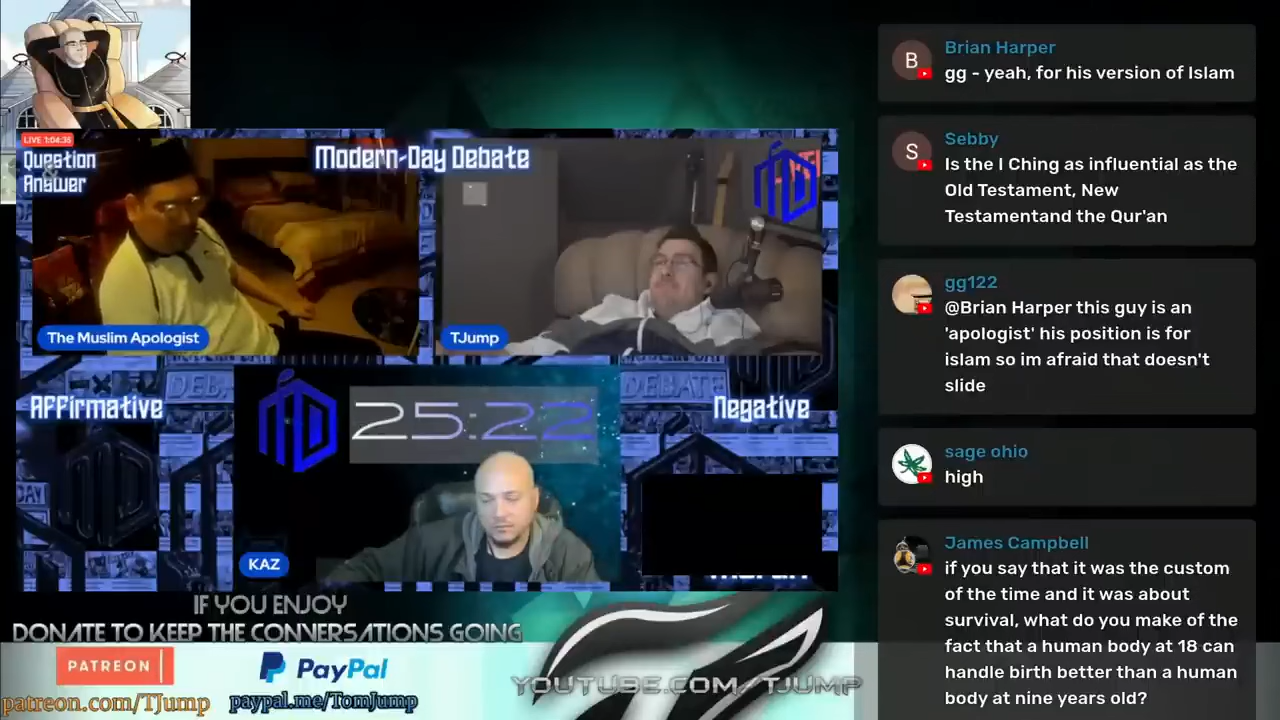 LIVE 1:04:35
Question
&
Answer
Modern-Day Debate
The Muslim Apologist
TJump
Affirmative
Negative
25:22
KAZ
IF YOU ENJOY
DONATE TO KEEP THE CONVERSATIONS GOING
PATREON
PayPal
patreon.com/TJump
paypal.me/TomJump
YOUTUBE.COM/TJUMP
Brian Harper
gg - yeah, for his version of Islam
Sebby
Is the I Ching as influential as the
Old Testament, New
Testamentand the Qur'an
gg122
@Brian Harper this guy is an
'apologist' his position is for
islam so im afraid that doesn't
slide
sage ohio
high
James Campbell
if you say that it was the custom
of the time and it was about
survival, what do you make of the
fact that a human body at 18 can
handle birth better than a human
body at nine years old?